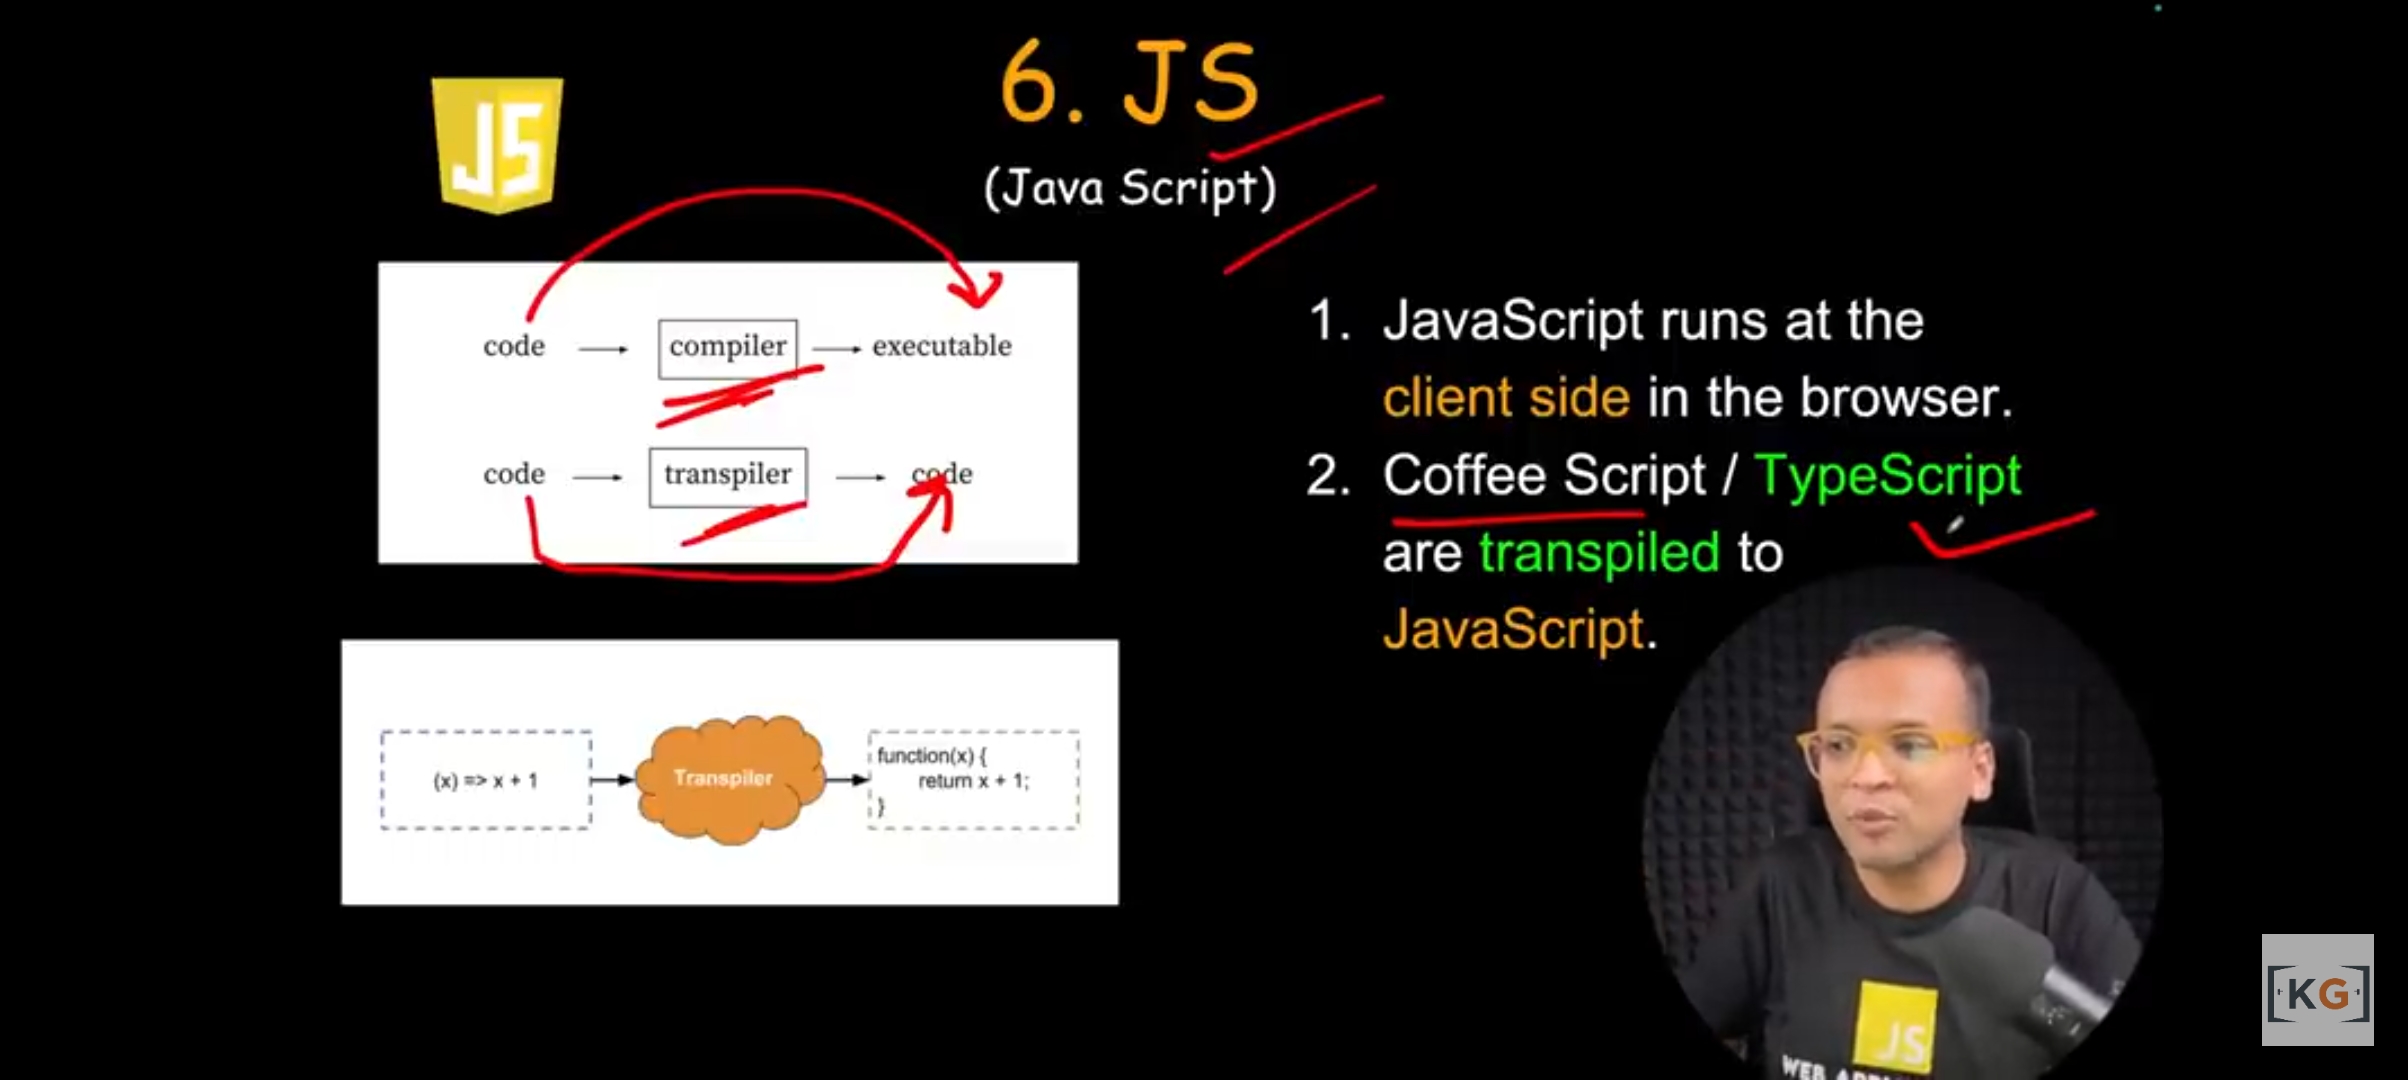 6. JS
(Java Script)
JS
code
compiler
executable
code
transpiler
code
(x) => x + 1
Transpiler
function(x) {
return x + 1;
}
1. JavaScript runs at the
client side in the browser.
2. Coffee Script / TypeScript
are transpiled to
JavaScript.
JS
WEB
KG